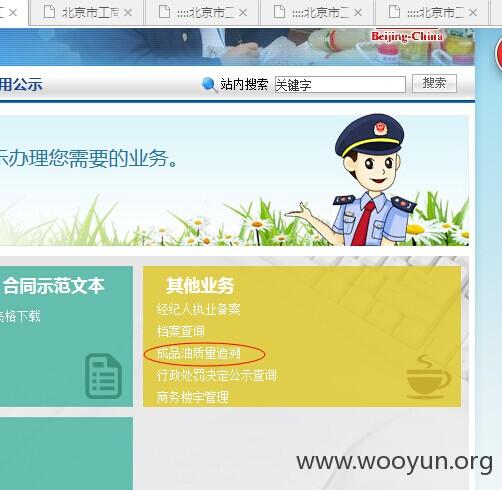 北京市工商
::::北京市工
::::北京市工
::::北京市工
Beijing-China
用公示
站内搜索
关键字
搜索
示办理您需要的业务。
合同示范文本
表格下载
其他业务
经纪人执业备案
档案查询
成品油质量追溯
行政处罚决定公示查询
商务楼宇管理
www.wooyun.org